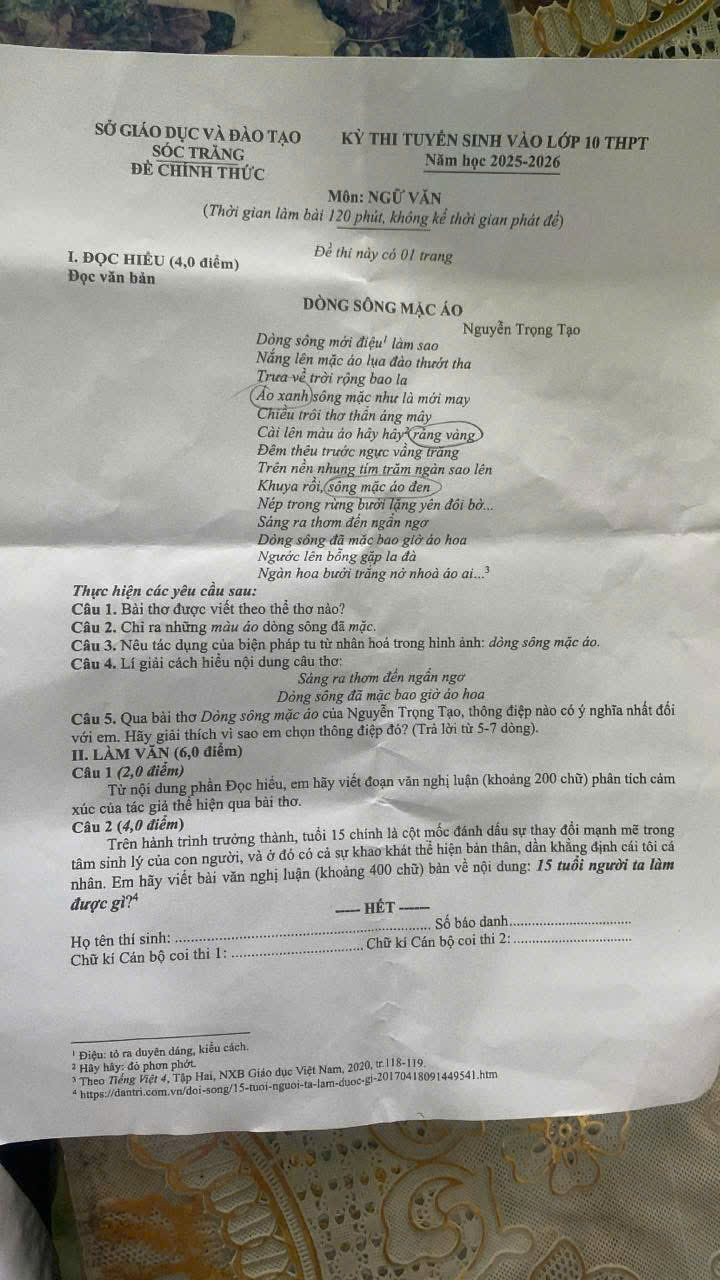 SỞ GIÁO DỤC VÀ ĐÀO TẠO
SÓC TRĂNG
ĐỀ CHÍNH THỨC
KỲ THI TUYỂN SINH VÀO LỚP 10 THPT
Năm học 2025-2026
Môn: NGỮ VĂN
(Thời gian làm bài 120 phút, không kể thời gian phát đề)
Đề thi này có 01 trang
I. ĐỌC HIỂU (4,0 điểm)
Đọc văn bản
DÒNG SÔNG MẶC ÁO
Nguyễn Trọng Tạo
Dòng sông mới điệu¹ làm sao
Nắng lên mặc áo lụa đào thướt tha
Trưa về trời rộng bao la
Áo xanh sông mặc như là mới may
Chiều trôi thơ thẩn áng mây
Cài lên màu áo hây hây² ráng vàng
Đêm thêu trước ngực vầng trăng
Trên nền nhung tím trăm ngàn sao lên
Khuya rồi, sông mặc áo đen
Nép trong rừng bưởi lặng yên đôi bờ...
Sáng ra thơm đến ngẩn ngơ
Dòng sông đã mặc bao giờ áo hoa
Ngước lên bỗng gặp la đà
Ngàn hoa bưởi trắng nở nhoà áo ai...³
Thực hiện các yêu cầu sau:
Câu 1. Bài thơ được viết theo thể thơ nào?
Câu 2. Chỉ ra những màu áo dòng sông đã mặc.
Câu 3. Nêu tác dụng của biện pháp tu từ nhân hoá trong hình ảnh: dòng sông mặc áo.
Câu 4. Lí giải cách hiểu nội dung câu thơ:
Sáng ra thơm đến ngẩn ngơ
Dòng sông đã mặc bao giờ áo hoa
Câu 5. Qua bài thơ Dòng sông mặc áo của Nguyễn Trọng Tạo, thông điệp nào có ý nghĩa nhất đối
với em. Hãy giải thích vì sao em chọn thông điệp đó? (Trả lời từ 5-7 dòng).
II. LÀM VĂN (6,0 điểm)
Câu 1 (2,0 điểm)
Từ nội dung phần Đọc hiểu, em hãy viết đoạn văn nghị luận (khoảng 200 chữ) phân tích cảm
xúc của tác giả thể hiện qua bài thơ.
Câu 2 (4,0 điểm)
Trên hành trình trưởng thành, tuổi 15 chính là cột mốc đánh dấu sự thay đổi mạnh mẽ trong
tâm sinh lý của con người, và ở đó có cả sự khao khát thể hiện bản thân, dần khẳng định cái tôi cá
nhân. Em hãy viết bài văn nghị luận (khoảng 400 chữ) bàn về nội dung: 15 tuổi người ta làm
được gì?⁴
----- HẾT ------
Họ tên thí sinh: ........................................ Số báo danh..............................
Chữ kí Cán bộ coi thi 1: .............................. Chữ kí Cán bộ coi thi 2: ..............................
¹ Điệu: tỏ ra duyên dáng, kiểu cách.
² Hây hây: đỏ phơn phớt.
³ Theo Tiếng Việt 4, Tập Hai, NXB Giáo dục Việt Nam, 2020, tr.118-119.
⁴ https://dantri.com.vn/doi-song/15-tuoi-nguoi-ta-lam-duoc-gi-20170418091449541.htm